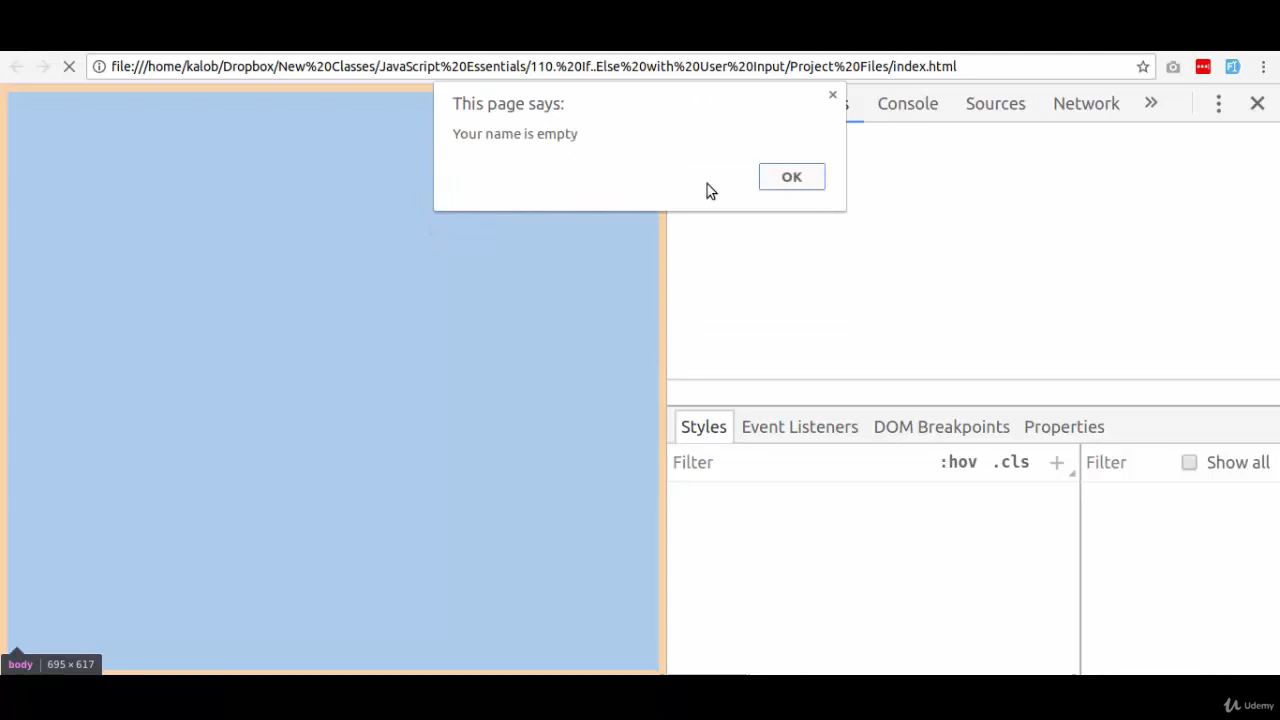 file:///home/kalob/Dropbox/New%20Classes/JavaScript%20Essentials/110.%20If..Else%20with%20User%20Input/Project%20Files/index.html
This page says:
Your name is empty
OK
Console Sources Network
Styles Event Listeners DOM Breakpoints Properties
Filter :hov .cls + Filter Show all
body 695×617
Udemy